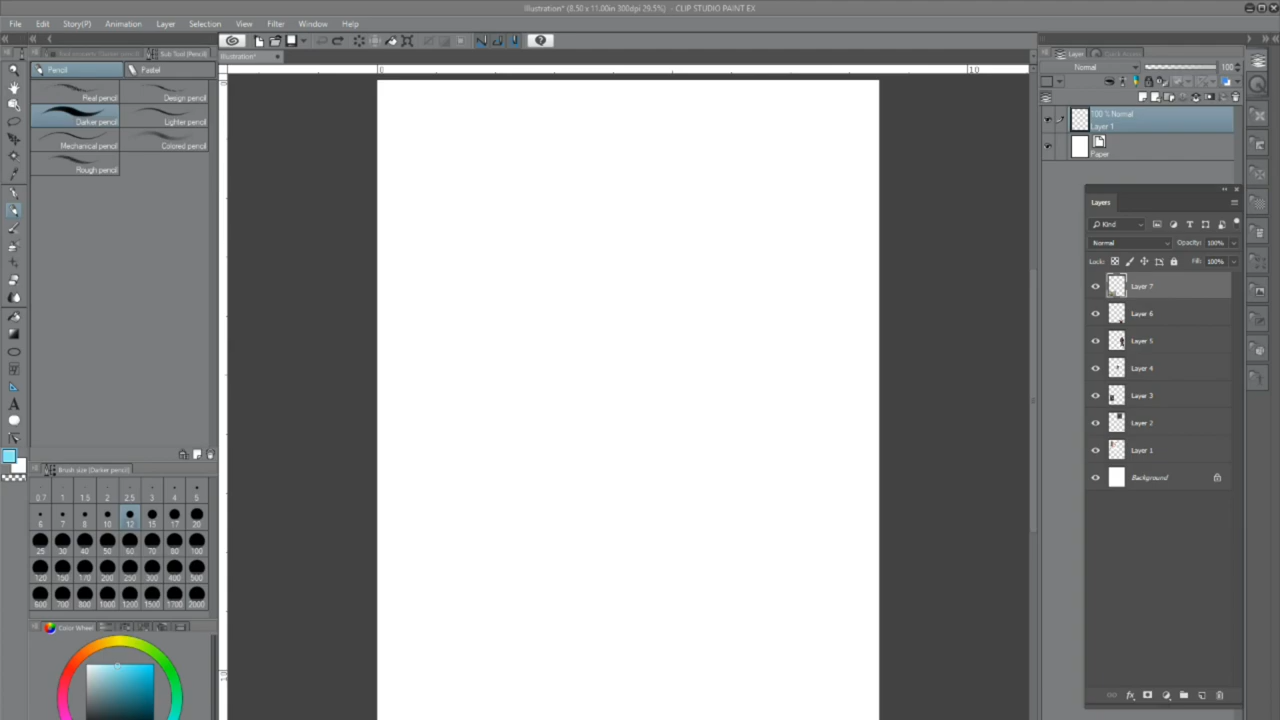 Illustration* (8.50 x 11.00in 300dpi 29.5%) - CLIP STUDIO PAINT EX
File Edit Story(P) Animation Layer Selection View Filter Window Help
Illustration*
Sub Tool (Pencil)
Pencil Pastel
Real pencil Design pencil
Darker pencil Lighter pencil
Mechanical pencil Colored pencil
Rough pencil
Brush size (Darker pencil)
0.7 1 1.5 2 2.5 3 4 5
6 7 8 10 12 15 17 20
25 30 40 50 60 70 80 100
120 150 170 200 250 300 400 500
600 700 800 1000 1200 1500 1700 2000
Color Wheel
0 10
10
Layer
Normal 100
100 % Normal
Layer 1
Paper
Layers
Kind
Normal Opacity: 100%
Lock: Fill: 100%
Layer 7
Layer 6
Layer 5
Layer 4
Layer 3
Layer 2
Layer 1
Background